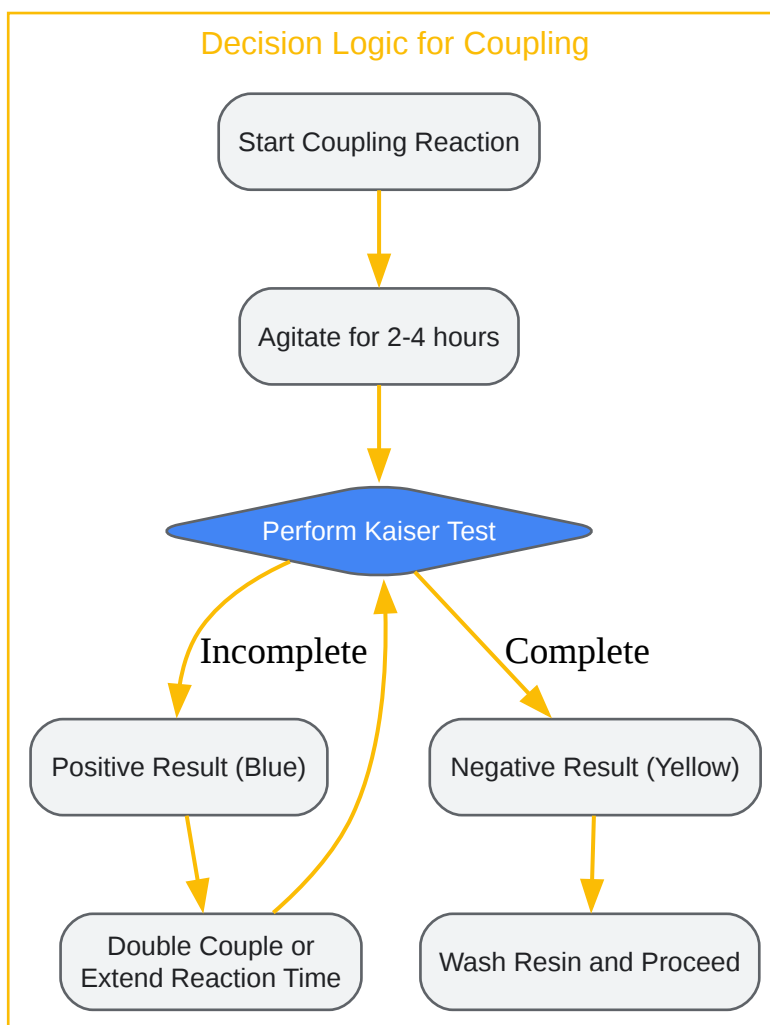 Decision Logic for Coupling
Start Coupling Reaction
Agitate for 2-4 hours
Perform Kaiser Test
Incomplete
Complete
Positive Result (Blue)
Negative Result (Yellow)
Double Couple or
Extend Reaction Time
Wash Resin and Proceed